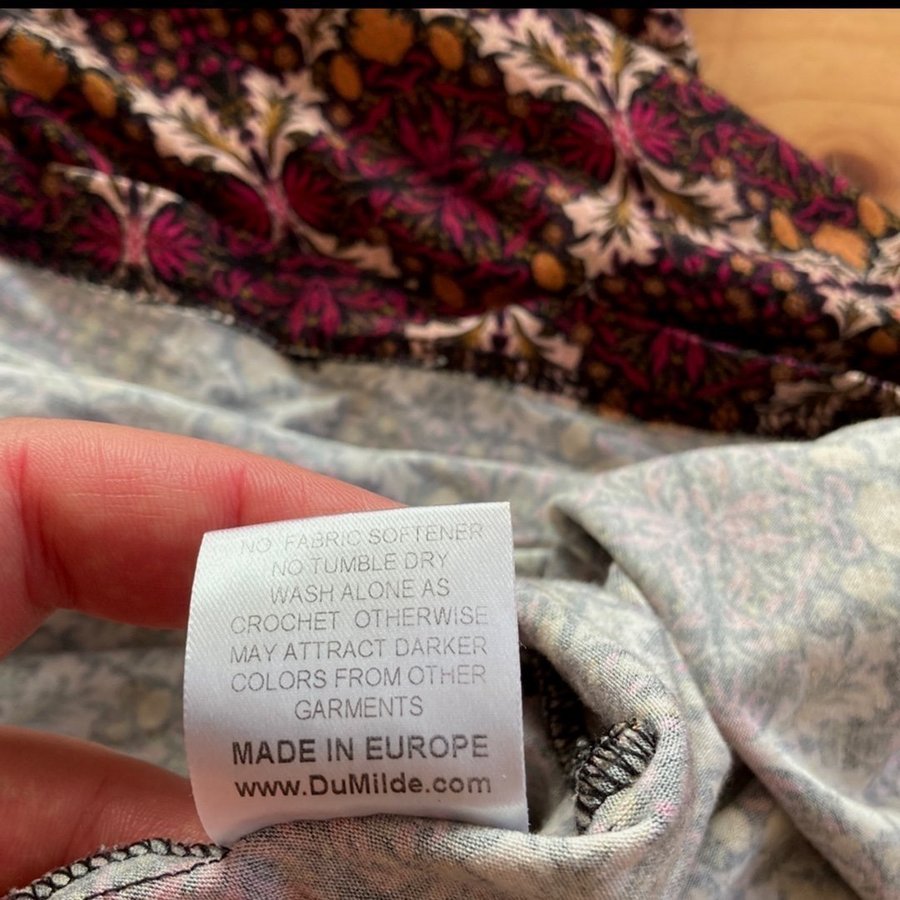 NO FABRIC SOFTENER
NO TUMBLE DRY
WASH ALONE AS
CROCHET OTHERWISE
MAY ATTRACT DARKER
COLORS FROM OTHER
GARMENTS
MADE IN EUROPE
www.DuMilde.com